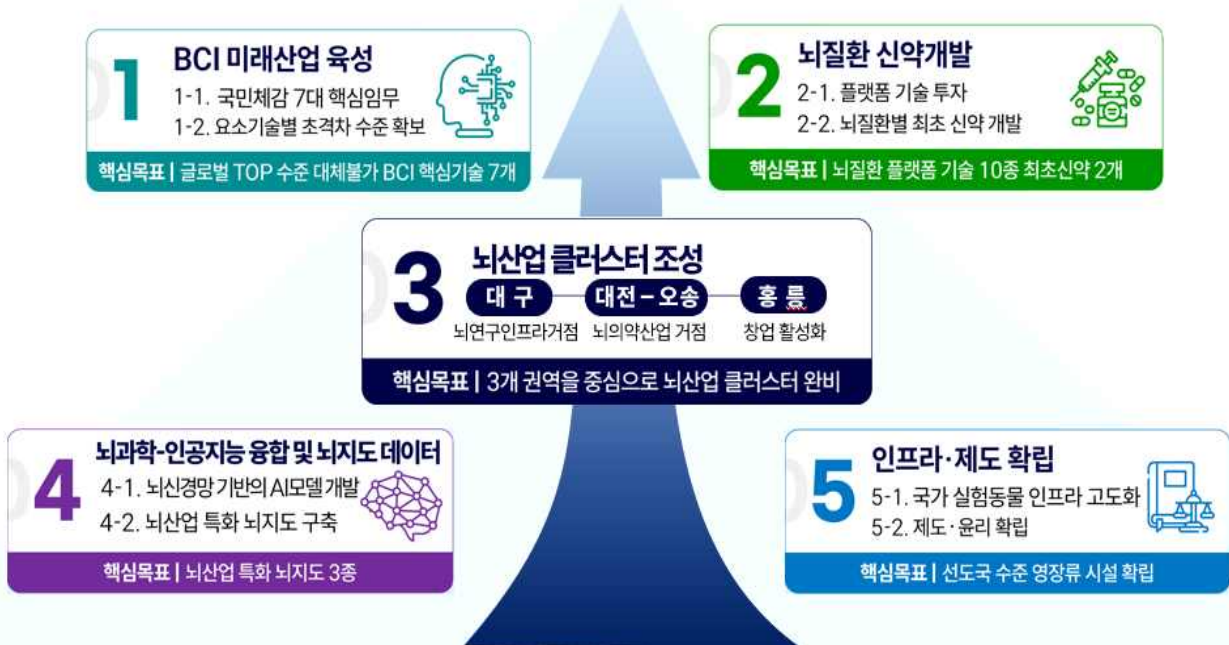 1
BCI 미래산업 육성
1-1. 국민체감 7대 핵심임무
1-2. 요소기술별 초격차 수준 확보
핵심목표 | 글로벌 TOP 수준 대체불가 BCI 핵심기술 7개
2
뇌질환 신약개발
2-1. 플랫폼 기술 투자
2-2. 뇌질환별 최초 신약 개발
핵심목표 | 뇌질환 플랫폼 기술 10종 최초신약 2개
3
뇌산업 클러스터 조성
대구 대전–오송 홍릉
뇌연구인프라거점 뇌의약산업 거점 창업 활성화
핵심목표 | 3개 권역을 중심으로 뇌산업 클러스터 완비
4
뇌과학-인공지능 융합 및 뇌지도 데이터
4-1. 뇌신경망 기반의 AI모델 개발
4-2. 뇌산업 특화 뇌지도 구축
핵심목표 | 뇌산업 특화 뇌지도 3종
5
인프라·제도 확립
5-1. 국가 실험동물 인프라 고도화
5-2. 제도·윤리 확립
핵심목표 | 선도국 수준 영장류 시설 확립